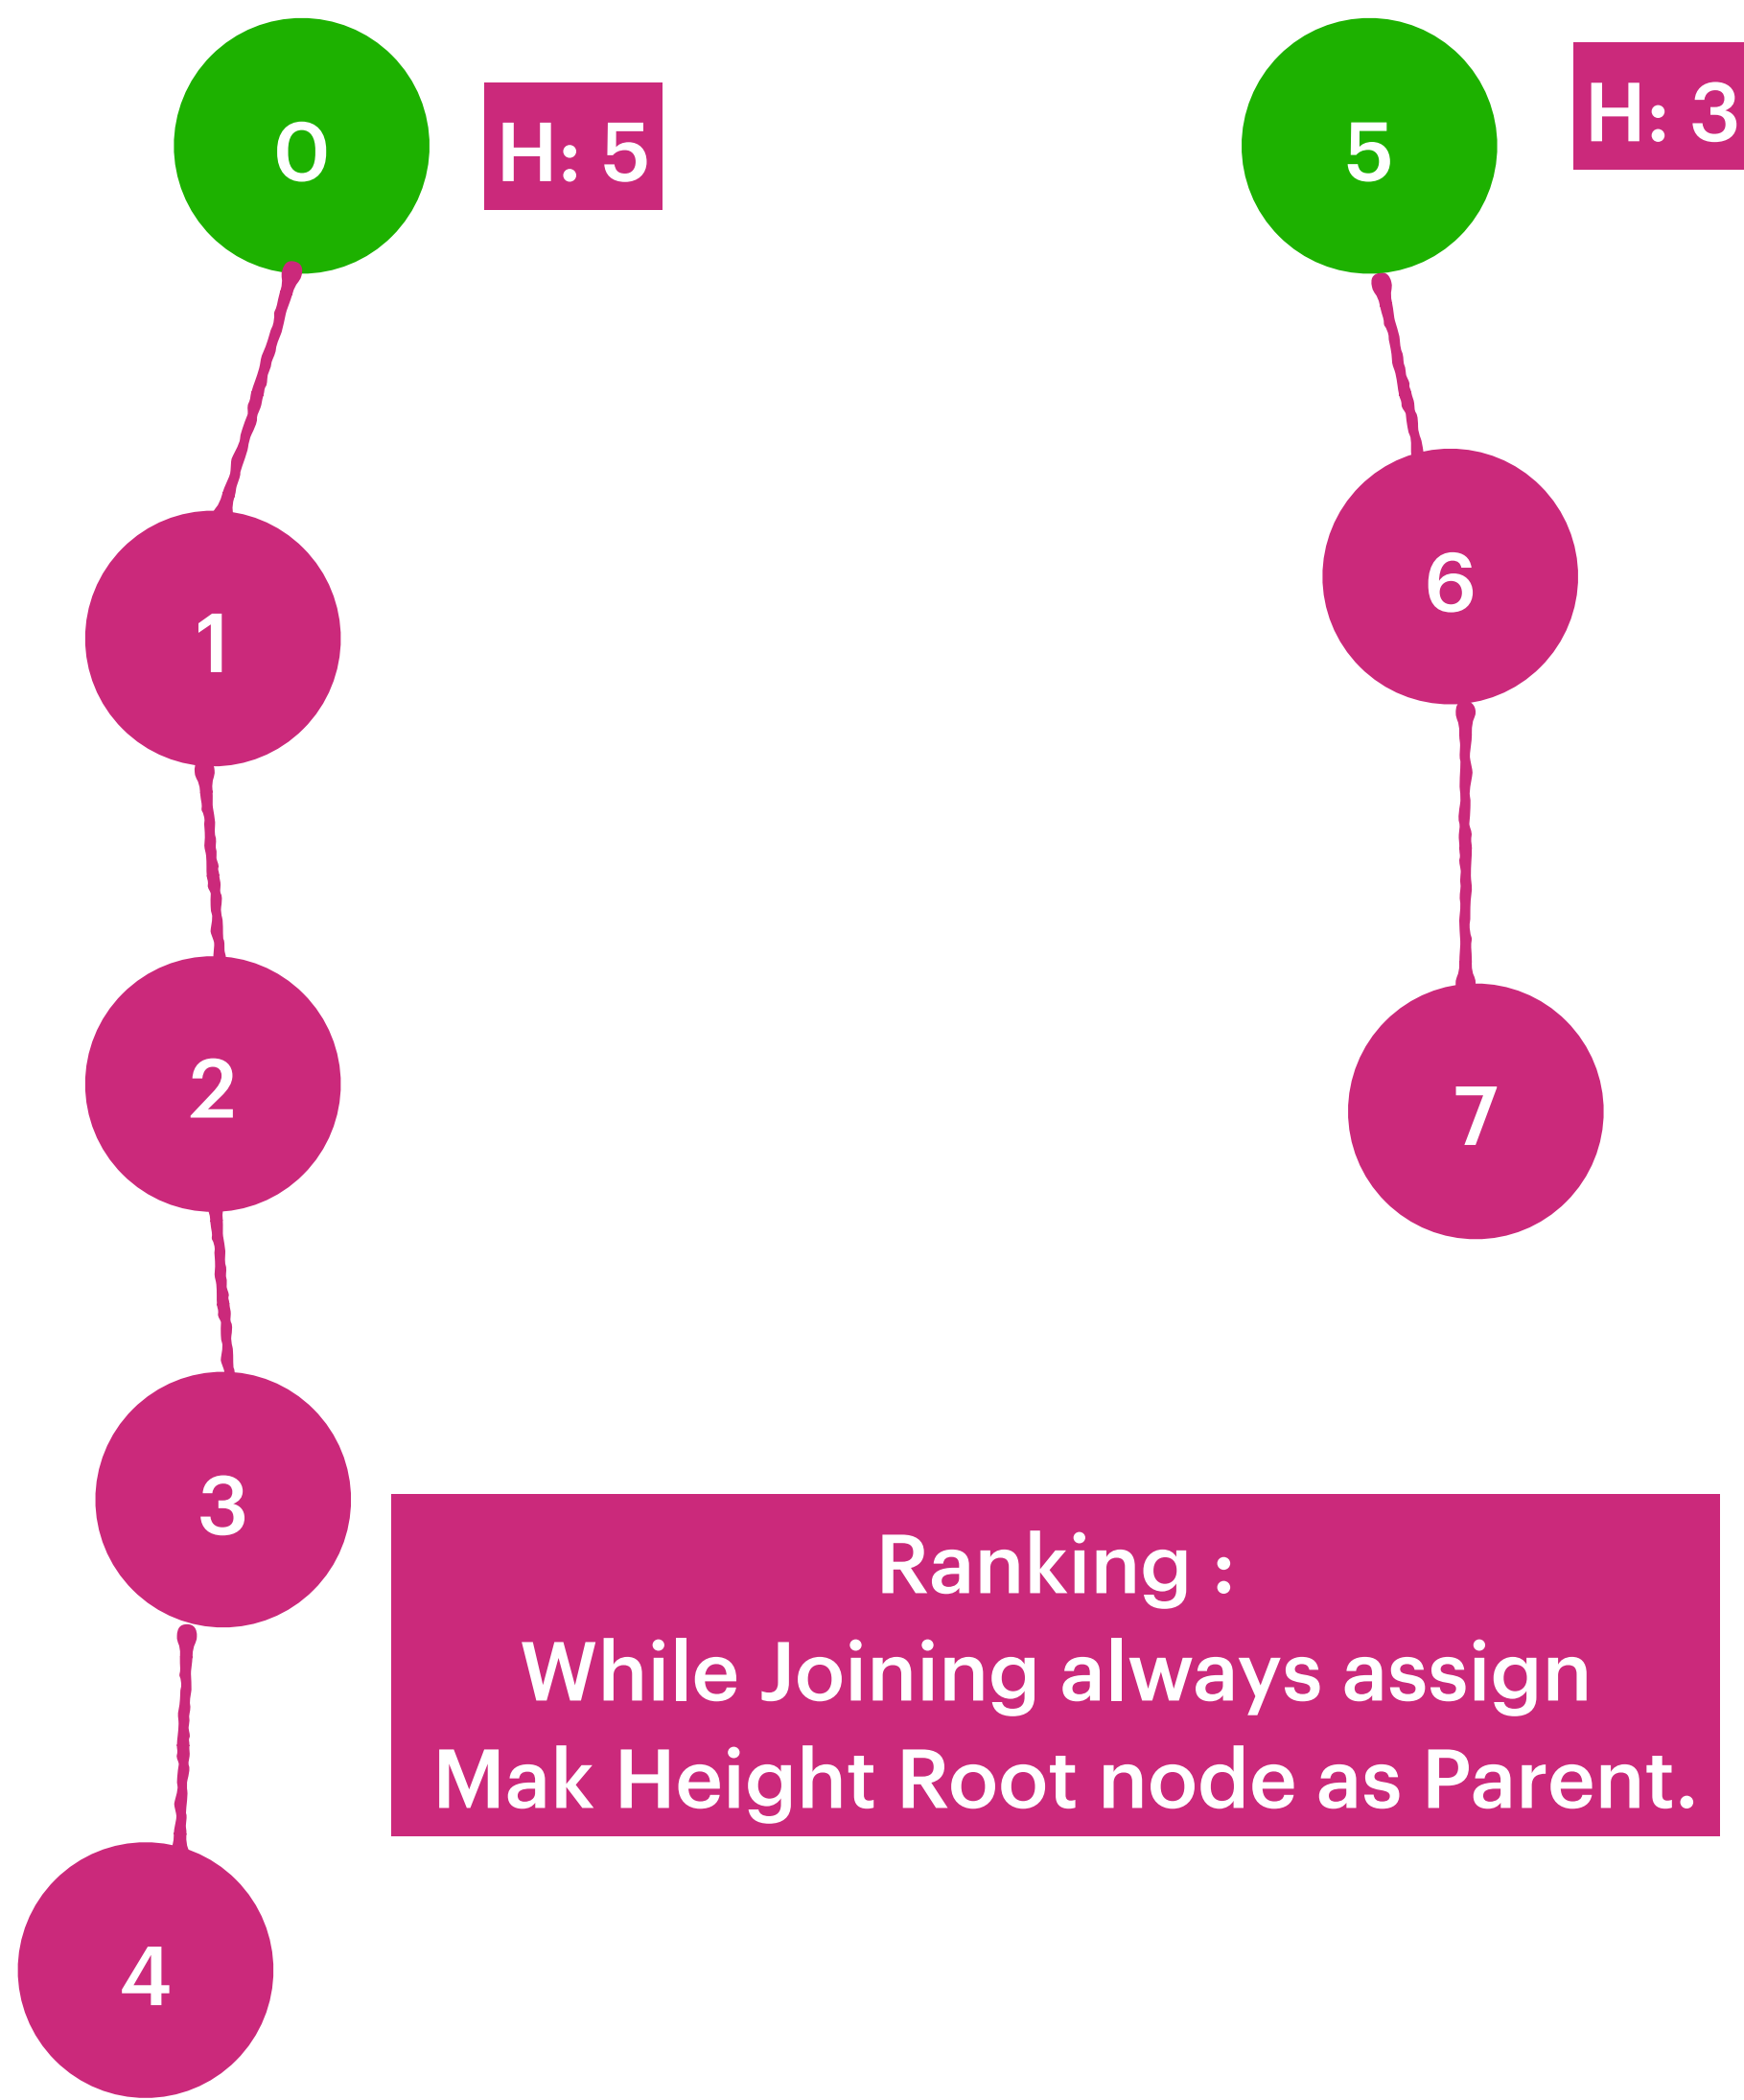 0
H: 5
5
H: 3
1
6
2
7
3
Ranking :
While Joining always assign
Mak Height Root node as Parent.
4